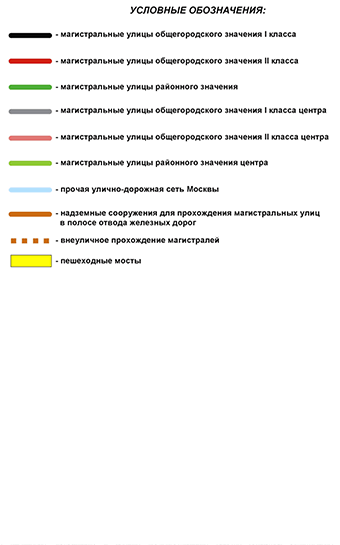 УСЛОВНЫЕ ОБОЗНАЧЕНИЯ:
- магистральные улицы общегородского значения I класса
- магистральные улицы общегородского значения II класса
- магистральные улицы районного значения
- магистральные улицы общегородского значения I класса центра
- магистральные улицы общегородского значения II класса центра
- магистральные улицы районного значения центра
- прочая улично-дорожная сеть Москвы
- надземные сооружения для прохождения магистральных улиц
в полосе отвода железных дорог
- внеуличное прохождение магистралей
- пешеходные мосты